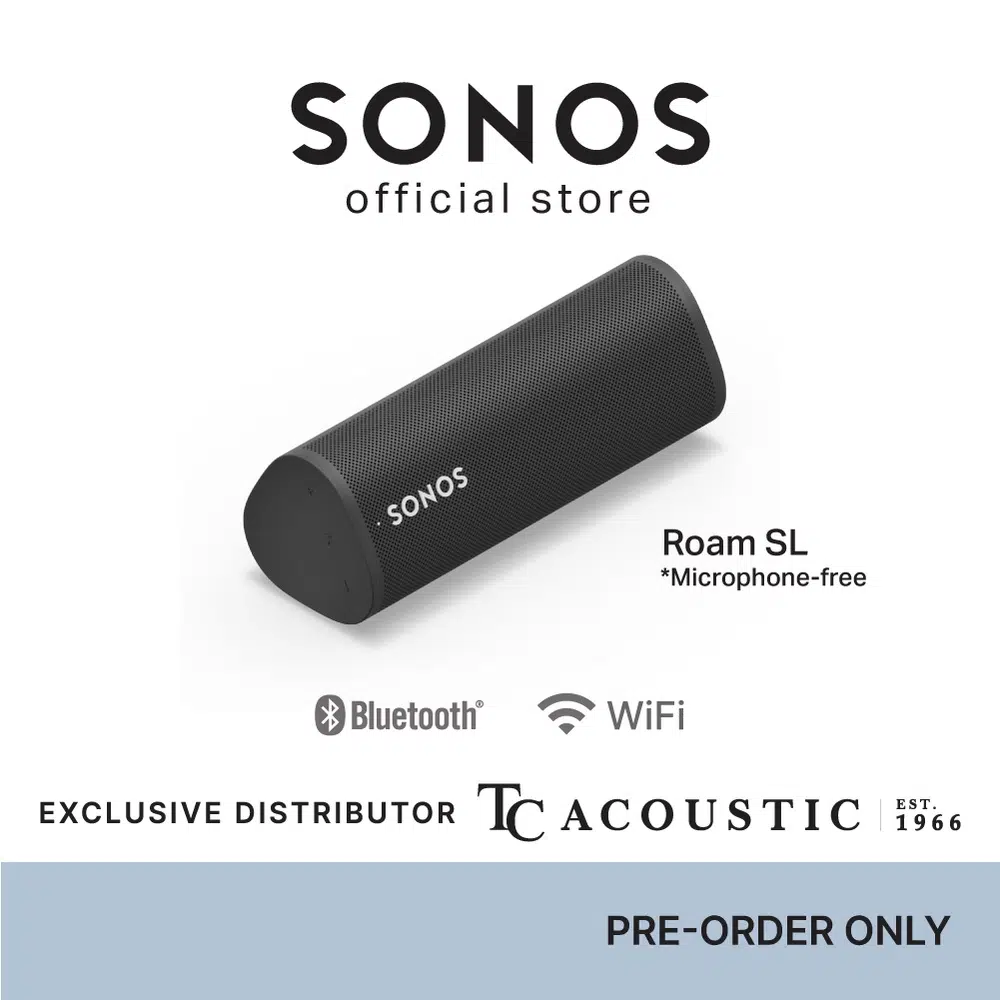 SONOS
official store
SONOS
Roam SL
*Microphone-free
Bluetooth®
WiFi
EXCLUSIVE DISTRIBUTOR TC ACOUSTIC EST. 1966
PRE-ORDER ONLY